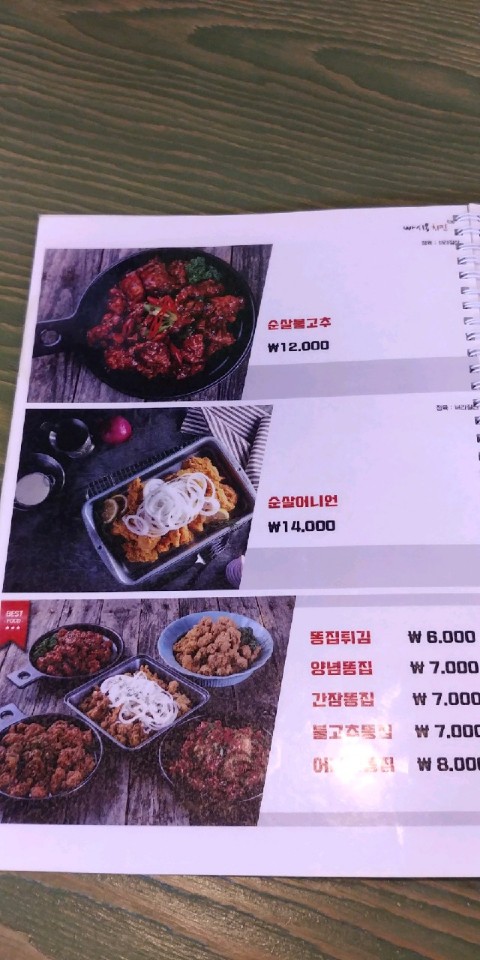 순살불고추
₩12,000
순살어니언
₩14,000
BEST
FOOD
똥집튀김 ₩ 6,000
양념똥집 ₩ 7,000
간장똥집 ₩ 7,000
불고추똥집 ₩ 7,000
₩ 8,000